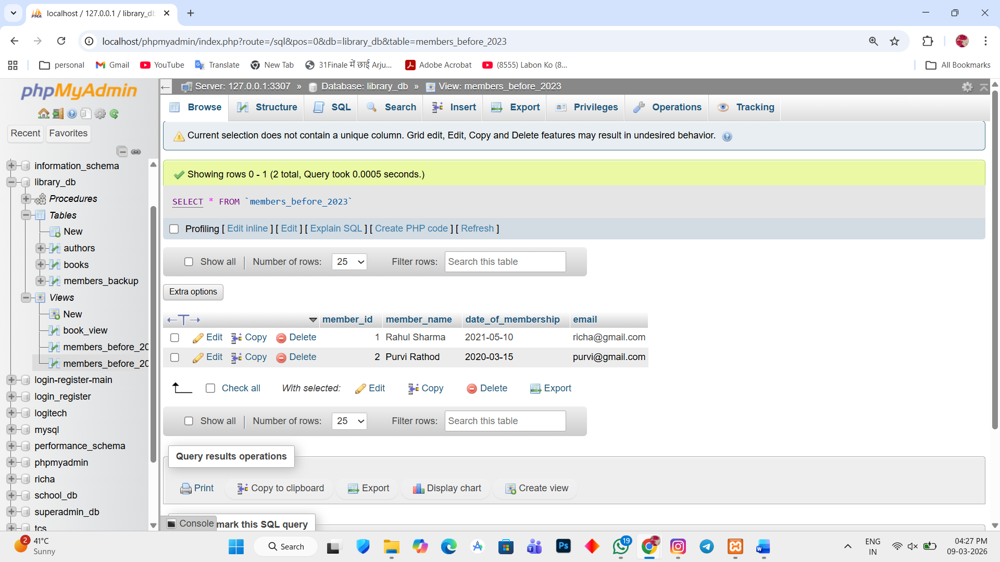 localhost / 127.0.0.1 / library_db
localhost/phpmyadmin/index.php?route=/sql&pos=0&db=library_db&table=members_before_2023
personal
Gmail
YouTube
Translate
New Tab
31Finale में छाई Arju...
Adobe Acrobat
(8555) Labon Ko (8...
All Bookmarks
phpMyAdmin
Recent
Favorites
information_schema
library_db
Procedures
Tables
New
authors
books
members_backup
Views
New
book_view
members_before_20
members_before_20
login-register-main
login_register
logitech
mysql
performance_schema
phpmyadmin
richa
school_db
superadmin_db
tcs
Server: 127.0.0.1:3307 » Database: library_db » View: members_before_2023
Browse Structure SQL Search Insert Export Privileges Operations Tracking
Current selection does not contain a unique column. Grid edit, Edit, Copy and Delete features may result in undesired behavior.
Showing rows 0 - 1 (2 total, Query took 0.0005 seconds.)
SELECT * FROM `members_before_2023`
Profiling [ Edit inline ] [ Edit ] [ Explain SQL ] [ Create PHP code ] [ Refresh ]
Show all | Number of rows: 25 Filter rows: Search this table
Extra options
member_id member_name date_of_membership email
Edit Copy Delete 1 Rahul Sharma 2021-05-10 richa@gmail.com
Edit Copy Delete 2 Purvi Rathod 2020-03-15 purvi@gmail.com
Check all With selected: Edit Copy Delete Export
Show all | Number of rows: 25 Filter rows: Search this table
Query results operations
Print Copy to clipboard Export Display chart Create view
Console
mark this SQL query
2
41°C
Sunny
Search
Ps
19
ENG
IN
04:27 PM
09-03-2026